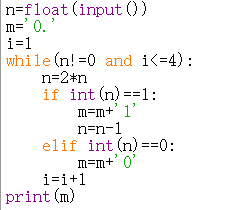 n=float(input())
m='0.'
i=1
while(n!=0 and i<=4):
    n=2*n
    if int(n)==1:
        m=m+'1'
        n=n-1
    elif int(n)==0:
        m=m+'0'
    i=i+1
print(m)